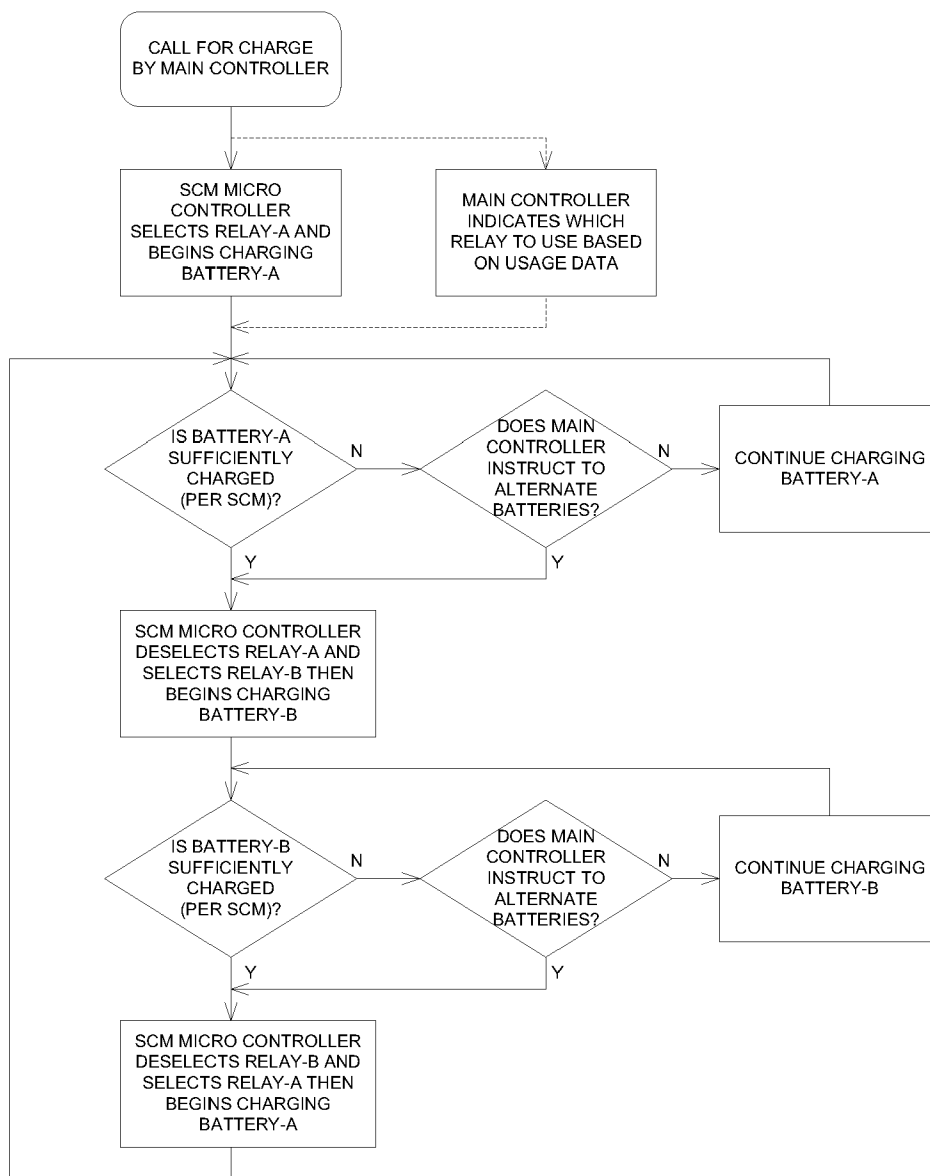 CALL FOR CHARGE
BY MAIN CONTROLLER
SCM MICRO
CONTROLLER
SELECTS RELAY-A AND
BEGINS CHARGING
BATTERY-A
MAIN CONTROLLER
INDICATES WHICH
RELAY TO USE BASED
ON USAGE DATA
IS BATTERY-A
SUFFICIENTLY
CHARGED
(PER SCM)?
N
Y
DOES MAIN
CONTROLLER
INSTRUCT TO
ALTERNATE
BATTERIES?
N
Y
CONTINUE CHARGING
BATTERY-A
SCM MICRO CONTROLLER
DESELECTS RELAY-A AND
SELECTS RELAY-B THEN
BEGINS CHARGING
BATTERY-B
IS BATTERY-B
SUFFICIENTLY
CHARGED
(PER SCM)?
N
Y
DOES MAIN
CONTROLLER
INSTRUCT TO
ALTERNATE
BATTERIES?
N
Y
CONTINUE CHARGING
BATTERY-B
SCM MICRO CONTROLLER
DESELECTS RELAY-B AND
SELECTS RELAY-A THEN
BEGINS CHARGING
BATTERY-A